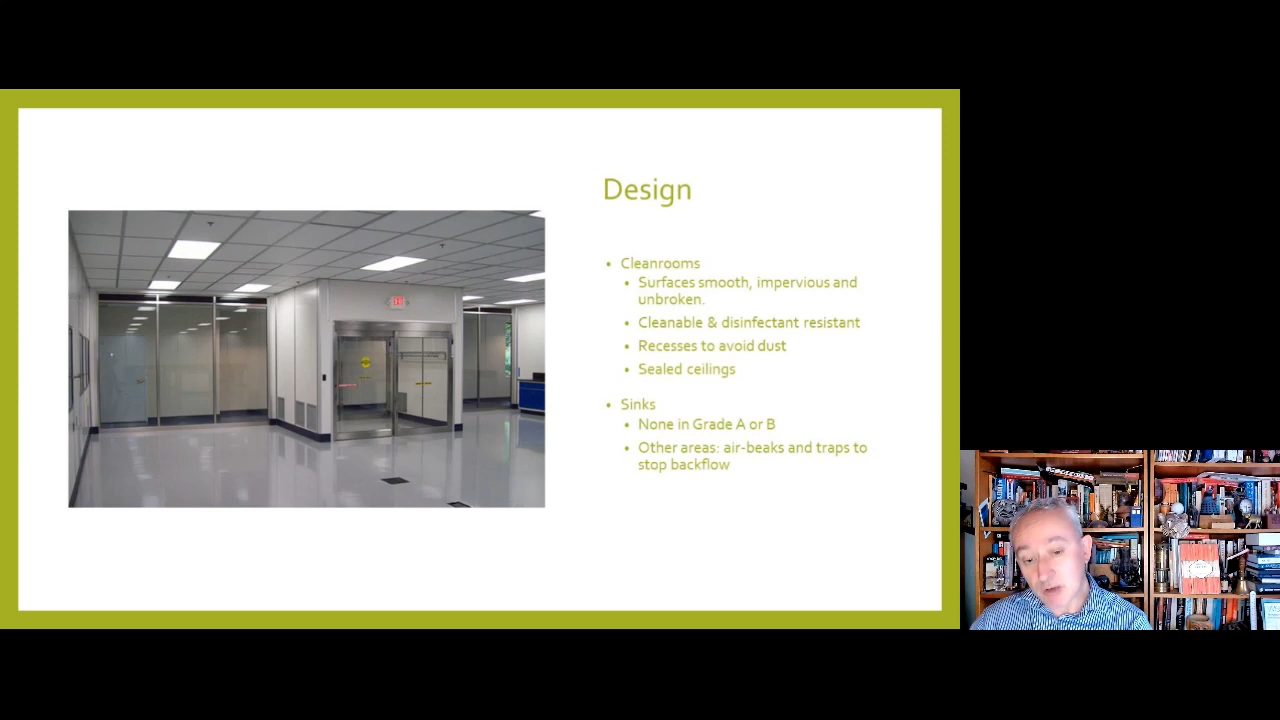 Design
• Cleanrooms
• Surfaces smooth, impervious and
unbroken.
• Cleanable & disinfectant resistant
• Recesses to avoid dust
• Sealed ceilings
• Sinks
• None in Grade A or B
• Other areas: air-beaks and traps to
stop backflow